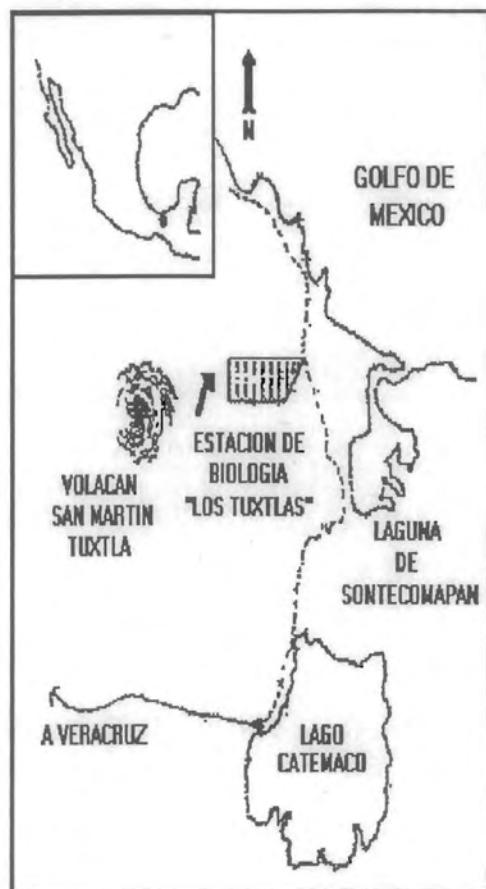 N
GOLFO DE
MEXICO
ESTACION DE
BIOLOGIA
"LOS TUXTLAS"
VOLACAN
SAN MARTIN
TUXTLA
LAGUNA
DE
SONTECOMAPAN
A VERACRUZ
LAGO
CATEMACO